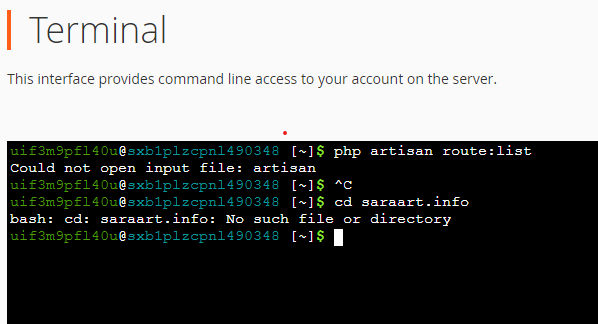 Terminal
This interface provides command line access to your account on the server.
uif3m9pfl40u@sxb1plzcpnl490348 [~]$ php artisan route:list
Could not open input file: artisan
uif3m9pfl40u@sxb1plzcpnl490348 [~]$ ^C
uif3m9pfl40u@sxb1plzcpnl490348 [~]$ cd saraart.info
bash: cd: saraart.info: No such file or directory
uif3m9pfl40u@sxb1plzcpnl490348 [~]$